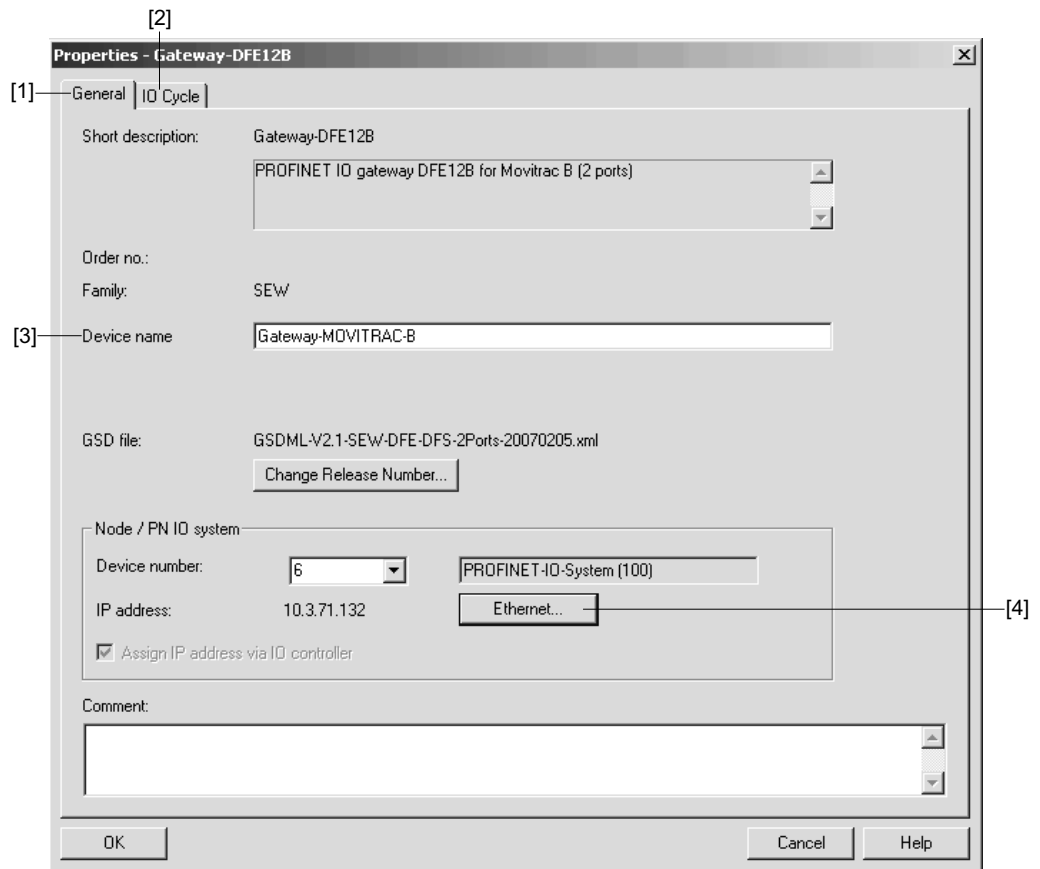 [2]
Properties - Gateway-DFE12B
[1] General IO Cycle
Short description: Gateway-DFE12B
PROFINET IO gateway DFE12B for Movitrac B (2 ports)
Order no.:
Family: SEW
[3] Device name Gateway-MOVITRAC-B
GSD file: GSDML-V2.1-SEW-DFE-DFS-2Ports-20070205.xml
Change Release Number...
Node / PN IO system
Device number: 6 PROFINET-IO-System (100)
IP address: 10.3.71.132 Ethernet... [4]
Assign IP address via IO controller
Comment:
OK Cancel Help